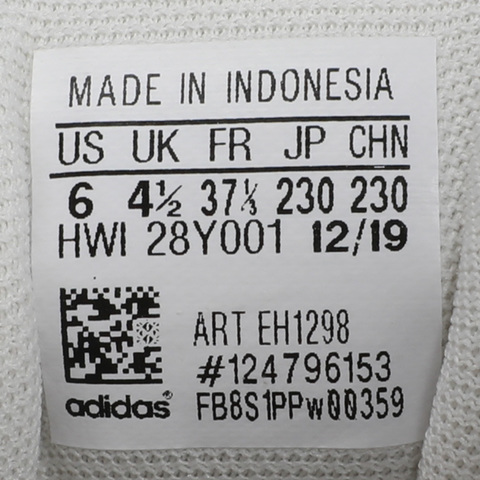 MADE IN INDONESIA
US UK FR JP CHN
6 4½ 37⅓ 230 230
HWI 28Y001 12/19
ART EH1298
#124796153
adidas® FB8S1PPw00359